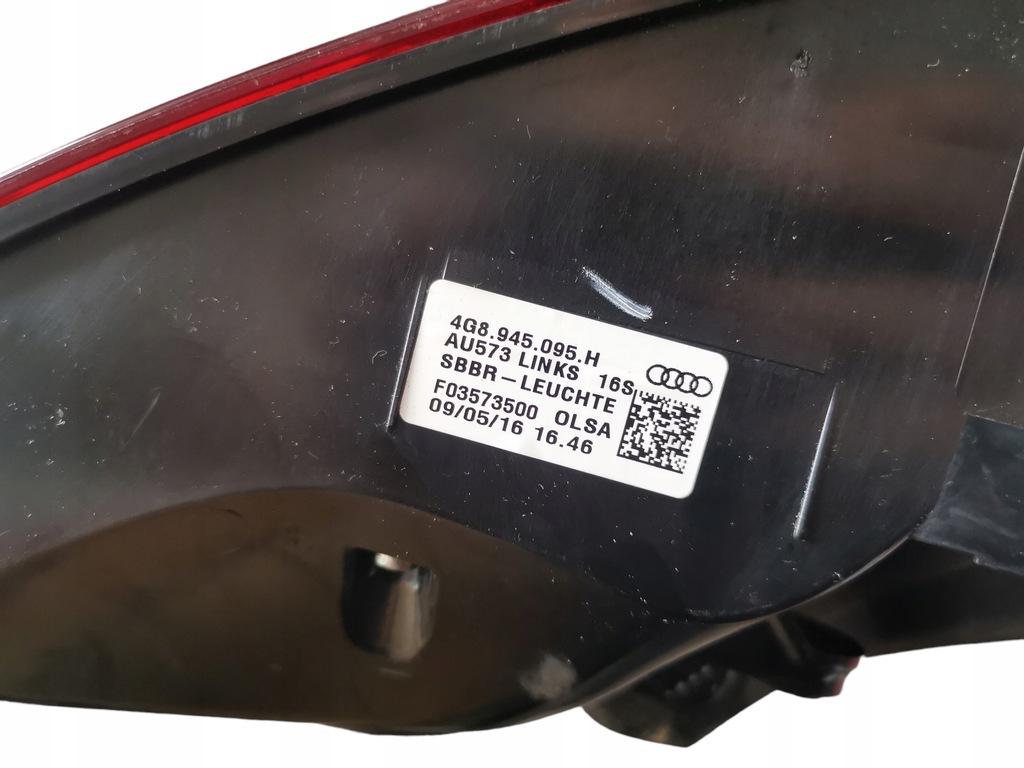 4G8.945.095.H
AU573 LINKS 16S
SBBR-LEUCHTE
F03573500 OLSA
09/05/16 16.46